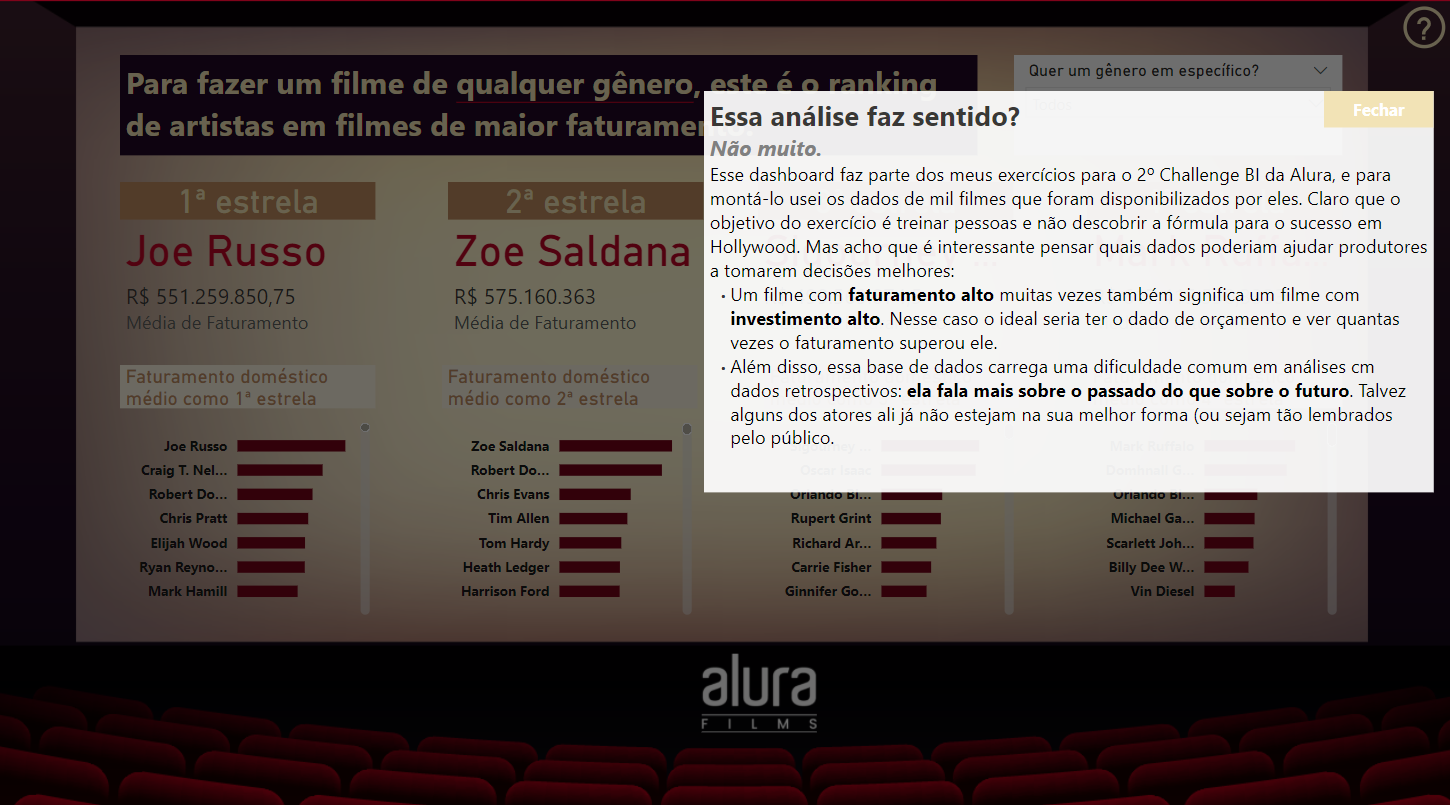 ?
Para fazer um filme de qualquer gênero, este é o ranking
de artistas em filmes de maior faturamento.
Quer um gênero em específico?
Fechar
Essa análise faz sentido?
Não muito.
Esse dashboard faz parte dos meus exercícios para o 2º Challenge BI da Alura, e para
montá-lo usei os dados de mil filmes que foram disponibilizados por eles. Claro que o
objetivo do exercício é treinar pessoas e não descobrir a fórmula para o sucesso em
Hollywood. Mas acho que é interessante pensar quais dados poderiam ajudar produtores
a tomarem decisões melhores:
• Um filme com faturamento alto muitas vezes também significa um filme com
investimento alto. Nesse caso o ideal seria ter o dado de orçamento e ver quantas
vezes o faturamento superou ele.
• Além disso, essa base de dados carrega uma dificuldade comum em análises cm
dados retrospectivos: ela fala mais sobre o passado do que sobre o futuro. Talvez
alguns dos atores ali já não estejam na sua melhor forma (ou sejam tão lembrados
pelo público.
1ª estrela
Joe Russo
R$ 551.259.850,75
Média de Faturamento
Faturamento doméstico
médio como 1ª estrela
Joe Russo
Craig T. Nel...
Robert Do...
Chris Pratt
Elijah Wood
Ryan Reyno...
Mark Hamill
2ª estrela
Zoe Saldana
R$ 575.160.363
Média de Faturamento
Faturamento doméstico
médio como 2ª estrela
Zoe Saldana
Robert Do...
Chris Evans
Tim Allen
Tom Hardy
Heath Ledger
Harrison Ford
Oscar Isaac
Orlando Bl...
Rupert Grint
Richard Ar...
Carrie Fisher
Ginnifer Go...
Mark Ruffalo
Domhnall G...
Orlando Bl...
Michael Ga...
Scarlett Joh...
Billy Dee W...
Vin Diesel
alura
FILMS